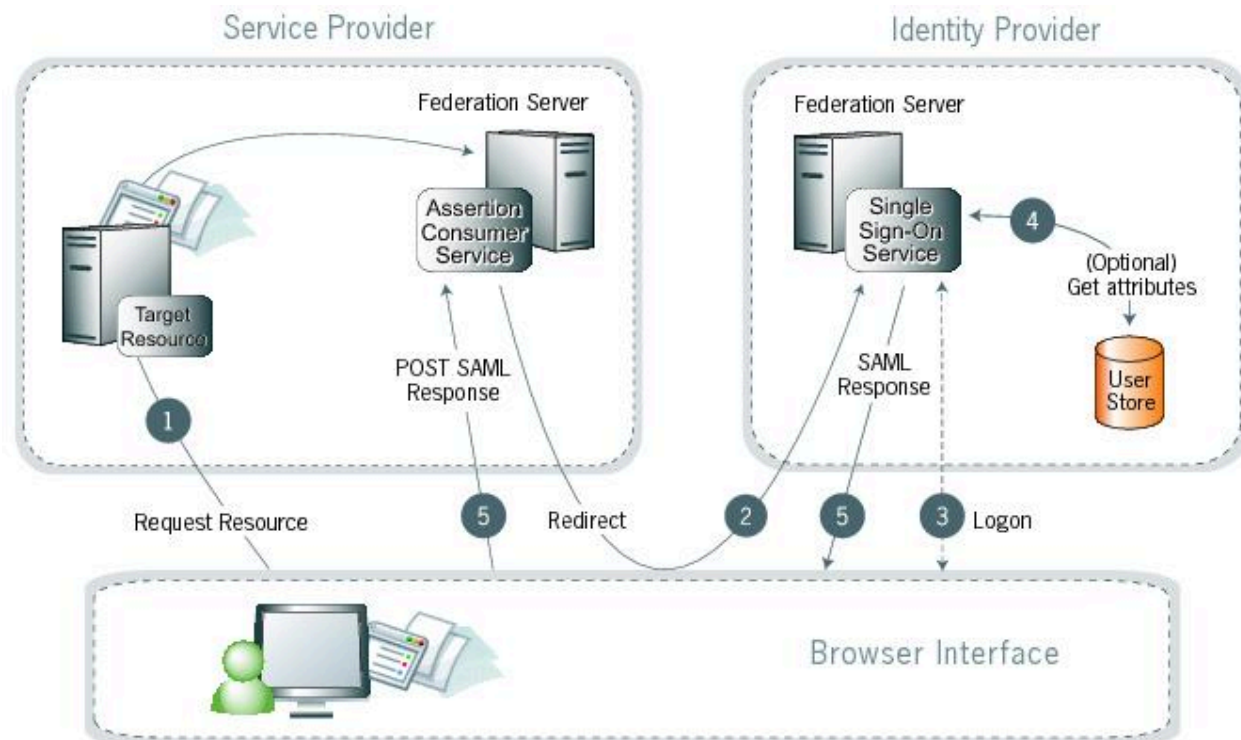 Service Provider
Identity Provider
Federation Server
Federation Server
Assertion
Consumer
Service
Single
Sign-On
Service
4
(Optional)
Get attributes
Target
Resource
POST SAML
Response
SAML
Response
User
Store
1
Request Resource
5
Redirect
2
5
3
Logon
Browser Interface